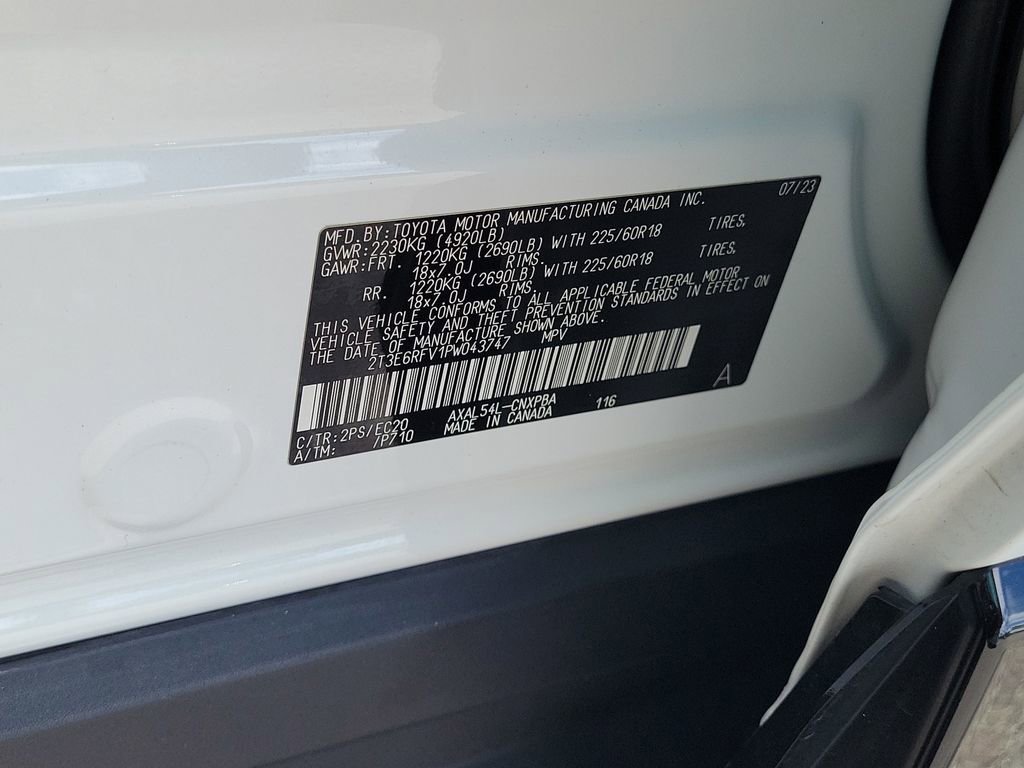 07/23
MFD.BY:TOYOTA MOTOR MANUFACTURING CANADA INC.
GVWR:2230KG (4920LB)
GAWR:FRT. 1220KG (2690LB) WITH 225/60R18 TIRES,
18x7.0J RIMS.
RR. 1220KG (2690LB) WITH 225/60R18 TIRES,
18x7.0J RIMS.
THIS VEHICLE CONFORMS TO ALL APPLICABLE FEDERAL MOTOR
VEHICLE SAFETY AND THEFT PREVENTION STANDARDS IN EFFECT ON
THE DATE OF MANUFACTURE SHOWN ABOVE.
2T3E6RFV1PW043747 MPV
A
C/TR:2PS/EC20 AXAL54L-CNXPBA 116
A/TM: /P710 MADE IN CANADA